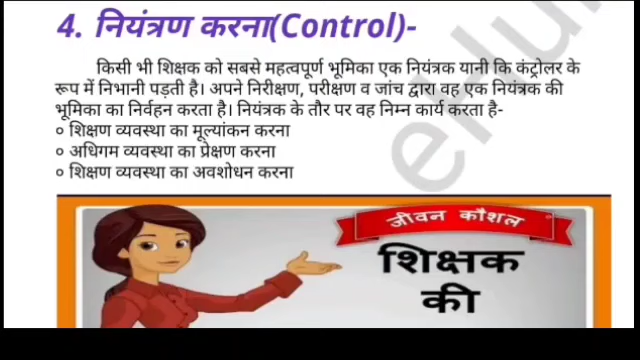 4. नियंत्रण करना(Control)-
किसी भी शिक्षक को सबसे महत्वपूर्ण भूमिका एक नियंत्रक यानी कि कंट्रोलर के
रूप में निभानी पड़ती है। अपने निरीक्षण, परीक्षण व जांच द्वारा वह एक नियंत्रक की
भूमिका का निर्वहन करता है। नियंत्रक के तौर पर वह निम्न कार्य करता है-
○ शिक्षण व्यवस्था का मूल्यांकन करना
○ अधिगम व्यवस्था का प्रेक्षण करना
○ शिक्षण व्यवस्था का अवशोधन करना
जीवन कौशल
शिक्षक
की